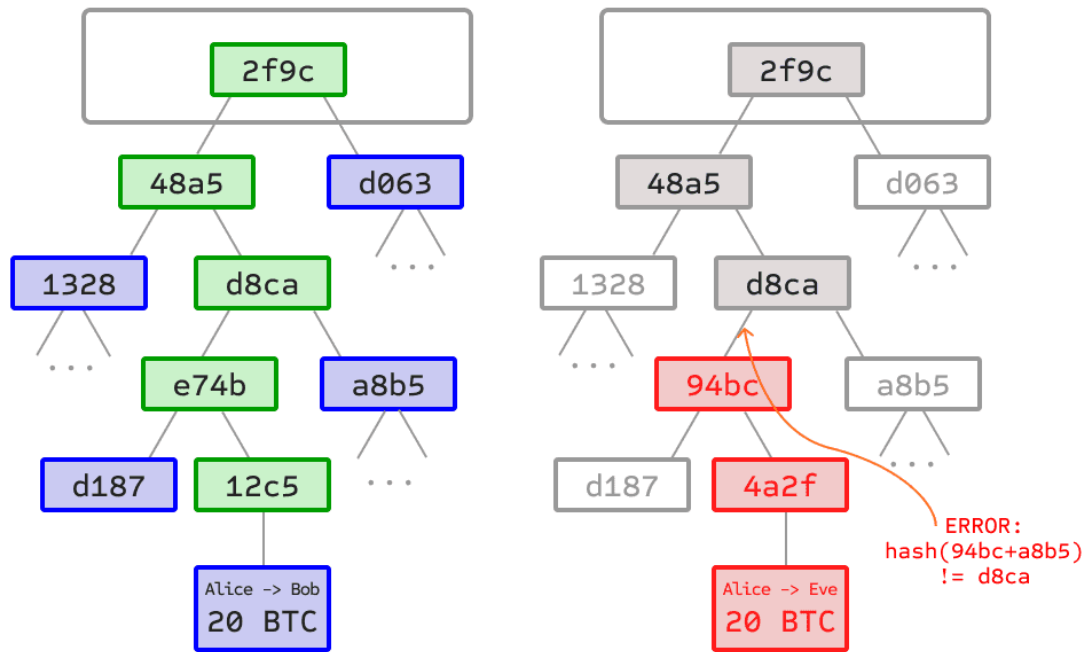 2f9c
48a5
d063
1328
...
d8ca
...
e74b
a8b5
d187
12c5
...
Alice -> Bob
20 BTC
2f9c
48a5
d063
1328
...
d8ca
...
94bc
a8b5
d187
4a2f
...
Alice -> Eve
20 BTC
ERROR:
hash(94bc+a8b5)
!= d8ca